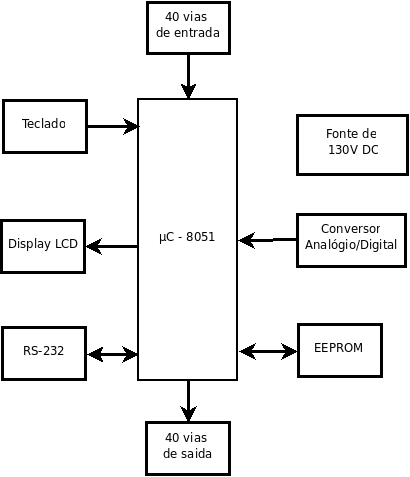 40 vias
de entrada
Teclado
Fonte de
130V DC
Display LCD
µC - 8051
Conversor
Analógio/Digital
RS-232
EEPROM
40 vias
de saida